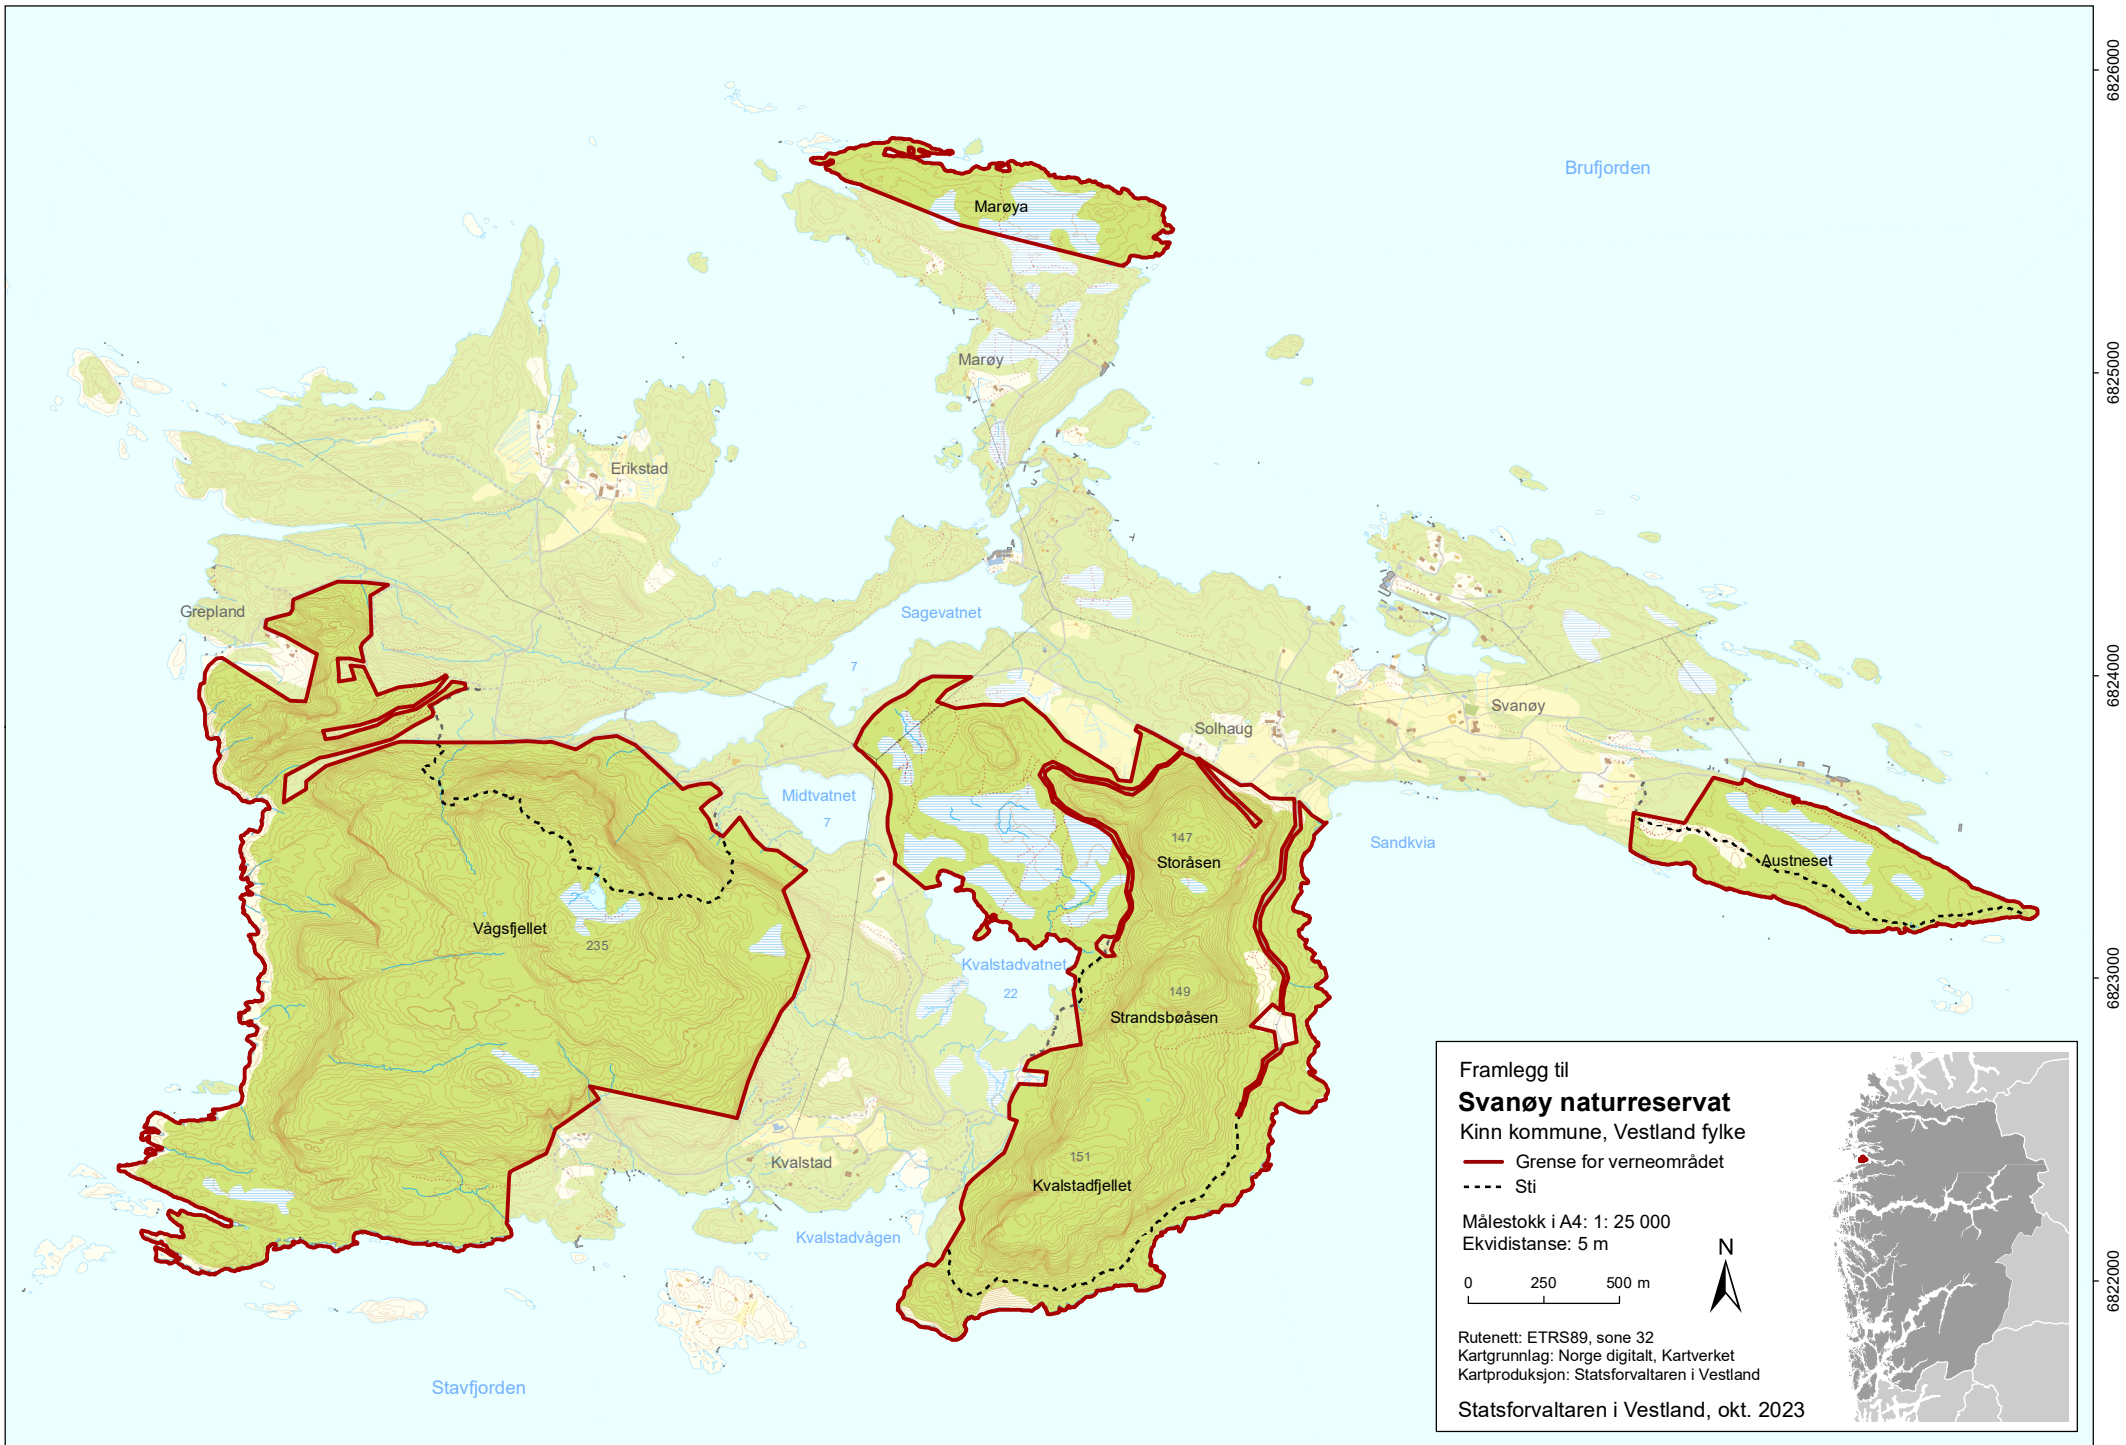 6826000
Brufjorden
Marøya
Marøy
6825000
Erikstad
Grepland
Sagevatnet
7
6824000
Svanøy
Solhaug
Midtvatnet
7
147
Storåsen
Sandkvia
Austneset
Vågsfjellet
235
Kvalstadvatnet
22
6823000
149
Strandsbøåsen
Kvalstad
151
Kvalstadfjellet
Kvalstadvågen
6822000
Stavfjorden
Framlegg til
Svanøy naturreservat
Kinn kommune, Vestland fylke
Grense for verneområdet
Sti
Målestokk i A4: 1: 25 000
Ekvidistanse: 5 m
N
0 250 500 m
Rutenett: ETRS89, sone 32
Kartgrunnlag: Norge digitalt, Kartverket
Kartproduksjon: Statsforvaltaren i Vestland
Statsforvaltaren i Vestland, okt. 2023